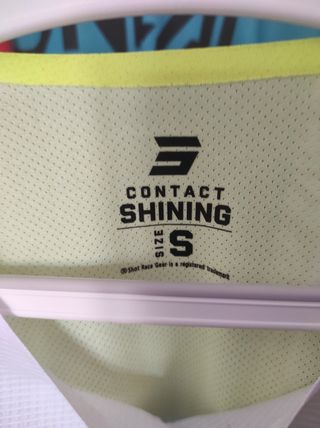 CONTACT
SHINING
SIZE S
® Shot Race Gear is a registered Trademark